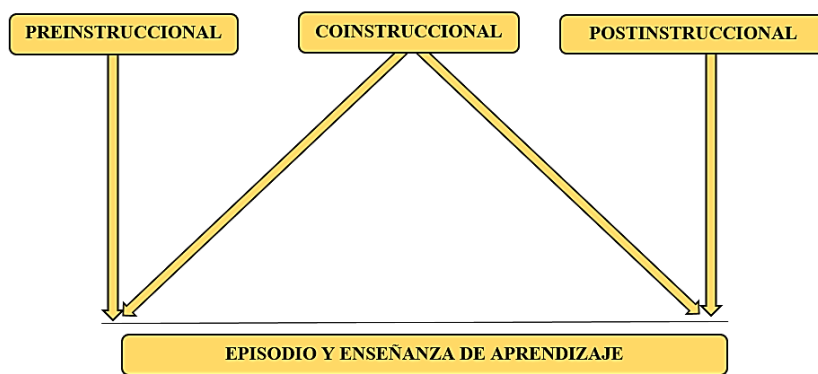 PREINSTRUCCIONAL
COINSTRUCCIONAL
POSTINSTRUCCIONAL
EPISODIO Y ENSEÑANZA DE APRENDIZAJE